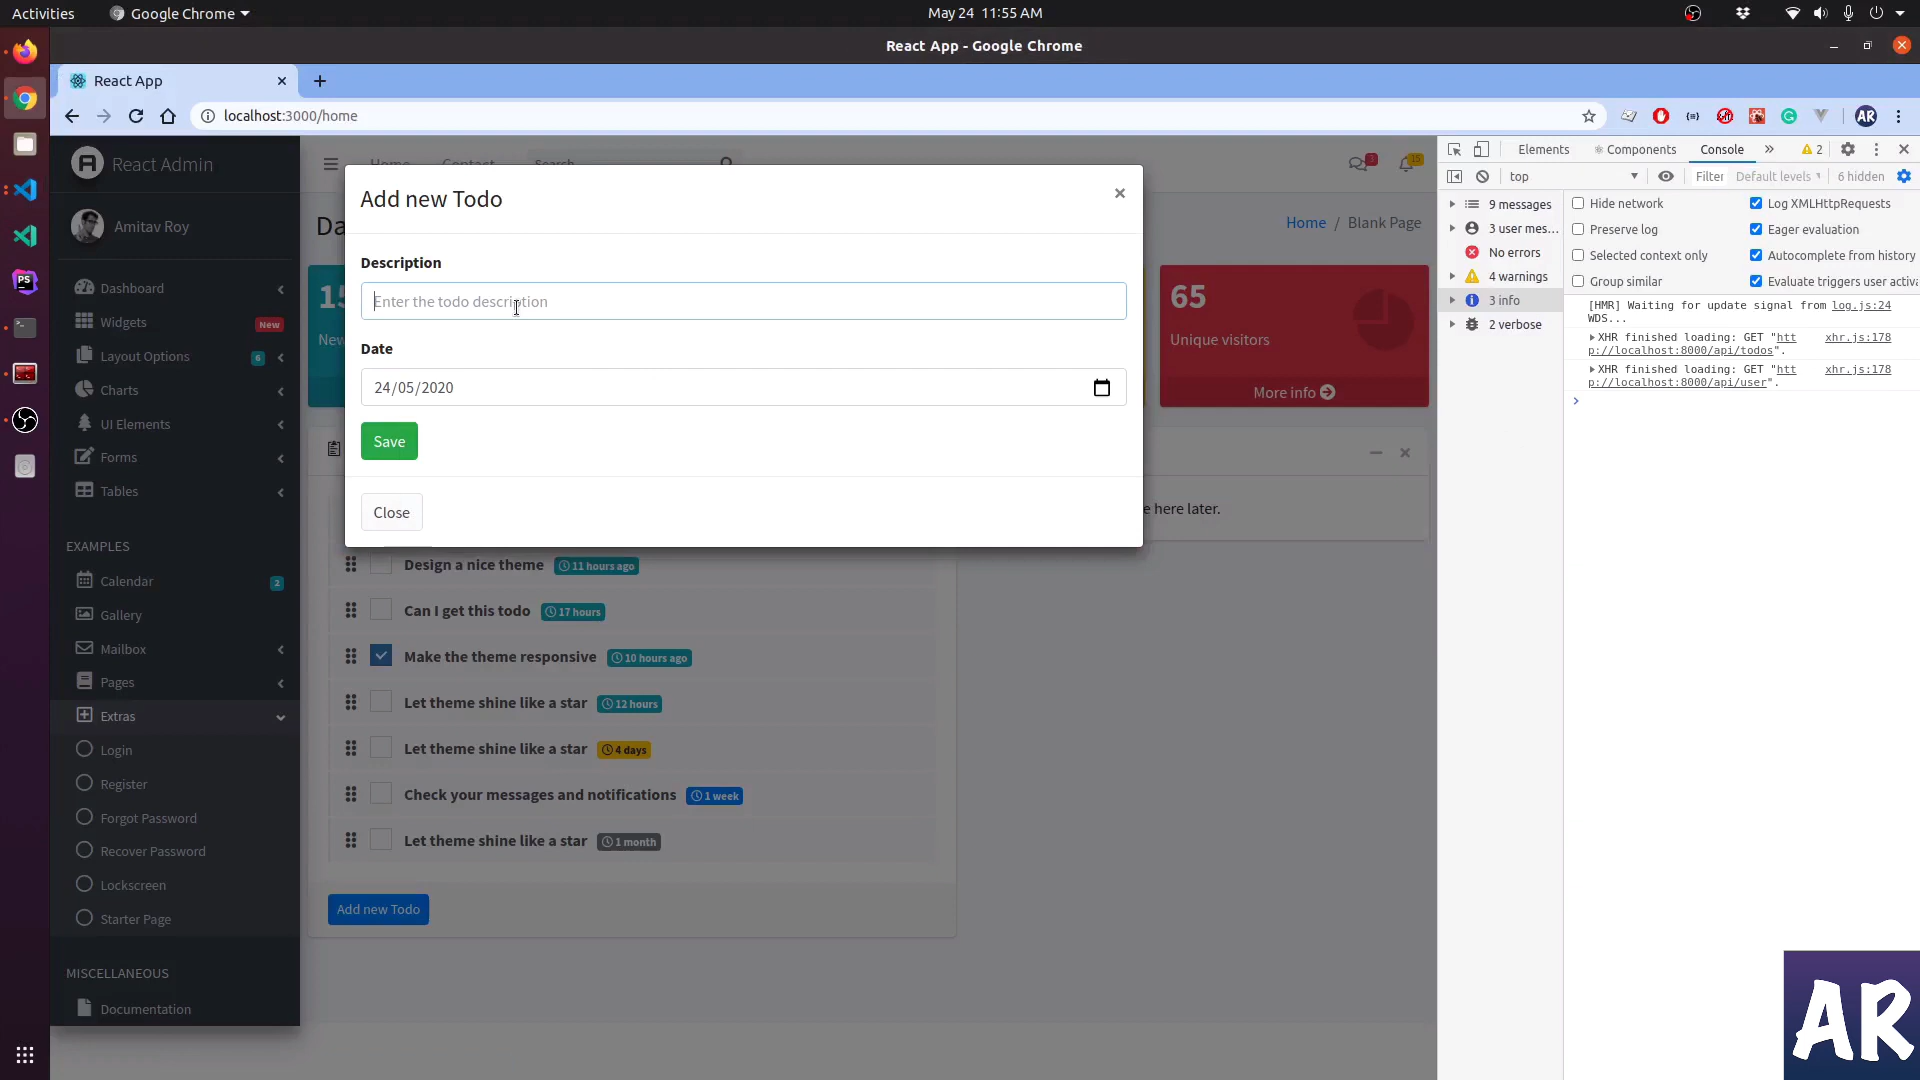 Activities
Google Chrome
May 24 11:55 AM
React App - Google Chrome
React App
localhost:3000/home
React Admin
Amitav Roy
Dashboard
Widgets
New
Layout Options
6
Charts
UI Elements
Forms
Tables
EXAMPLES
Calendar
2
Gallery
Mailbox
Pages
Extras
Login
Register
Forgot Password
Recover Password
Lockscreen
Starter Page
MISCELLANEOUS
Documentation
Home
Contact
Search
15
Da
Home / Blank Page
15
New
65
Unique visitors
More info
Add new Todo
×
Description
Enter the todo description
Date
24/05/2020
Save
Close
e here later.
Design a nice theme 11 hours ago
Can I get this todo 17 hours
Make the theme responsive 10 hours ago
Let theme shine like a star 12 hours
Let theme shine like a star 4 days
Check your messages and notifications 1 week
Let theme shine like a star 1 month
Add new Todo
Elements
Components
Console
2
top
Filter
Default levels
6 hidden
9 messages
3 user mes...
No errors
4 warnings
3 info
2 verbose
Hide network
Log XMLHttpRequests
Preserve log
Eager evaluation
Selected context only
Autocomplete from history
Group similar
Evaluate triggers user activa
[HMR] Waiting for update signal from log.js:24
WDS...
XHR finished loading: GET "htt xhr.js:178
p://localhost:8000/api/todos".
XHR finished loading: GET "htt xhr.js:178
p://localhost:8000/api/user".
AR
AR